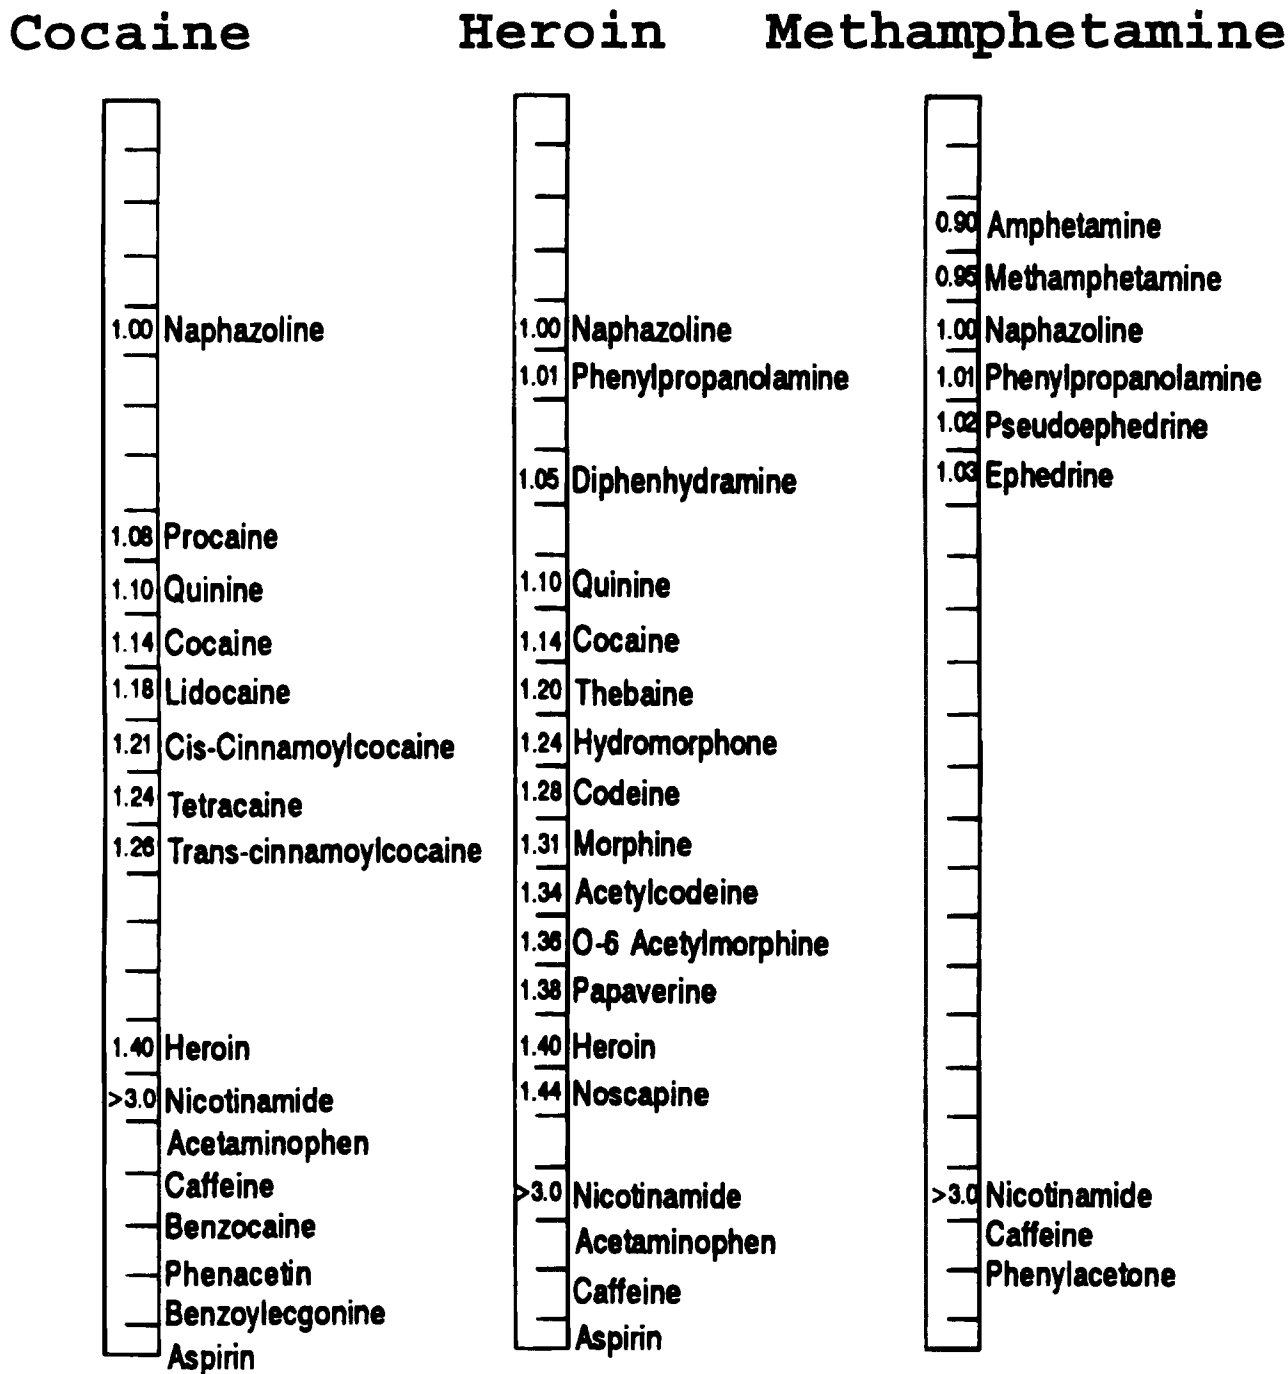 Cocaine
1.00 Naphazoline
1.08 Procaine
1.10 Quinine
1.14 Cocaine
1.18 Lidocaine
1.21 Cis-Cinnamoylcocaine
1.24 Tetracaine
1.26 Trans-cinnamoylcocaine
1.40 Heroin
>3.0 Nicotinamide
Acetaminophen
Caffeine
Benzocaine
Phenacetin
Benzoylecgonine
Aspirin
Heroin
1.00 Naphazoline
1.01 Phenylpropanolamine
1.05 Diphenhydramine
1.10 Quinine
1.14 Cocaine
1.20 Thebaine
1.24 Hydromorphone
1.28 Codeine
1.31 Morphine
1.34 Acetylcodeine
1.36 O-6 Acetylmorphine
1.38 Papaverine
1.40 Heroin
1.44 Noscapine
>3.0 Nicotinamide
Acetaminophen
Caffeine
Aspirin
Methamphetamine
0.90 Amphetamine
0.95 Methamphetamine
1.00 Naphazoline
1.01 Phenylpropanolamine
1.02 Pseudoephedrine
1.03 Ephedrine
>3.0 Nicotinamide
Caffeine
Phenylacetone